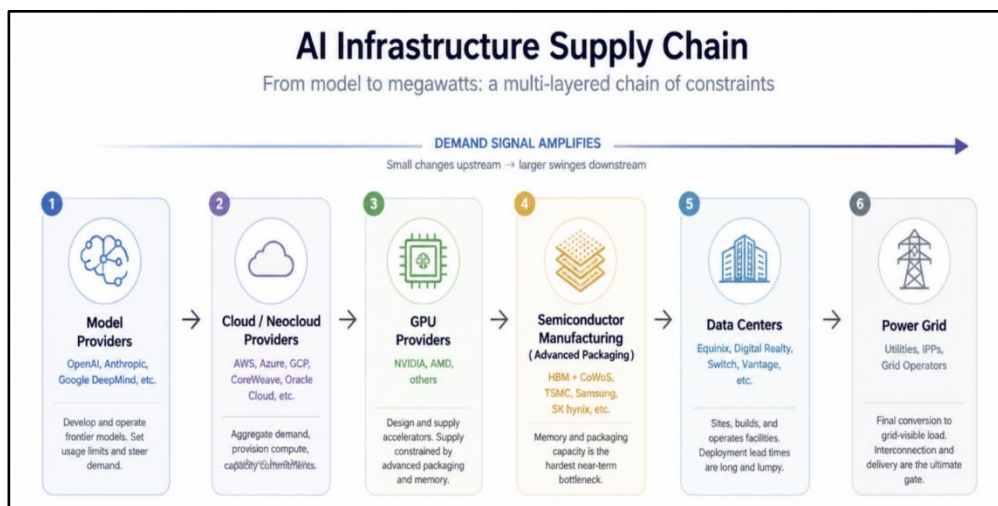 AI Infrastructure Supply Chain
From model to megawatts: a multi-layered chain of constraints
DEMAND SIGNAL AMPLIFIES
Small changes upstream → larger swinges downstream
1
Model
Providers
OpenAI, Anthropic,
Google DeepMind, etc.
Develop and operate
frontier models. Set
usage limits and steer
demand.
2
Cloud / Neocloud
Providers
AWS, Azure, GCP,
CoreWeave, Oracle
Cloud, etc.
Aggregate demand,
provision compute,
capacity commitments.
3
GPU
Providers
NVIDIA, AMD,
others
Design and supply
accelerators. Supply
constrained by
advanced packaging
and memory.
4
Semiconductor
Manufacturing
(Advanced Packaging)
HBM + CoWoS,
TSMC, Samsung,
SK hynix, etc.
Memory and packaging
capacity is the
hardest near-term
bottleneck.
5
Data Centers
Equinix, Digital Realty,
Switch, Vantage,
etc.
Sites, builds, and
operates facilities.
Deployment lead times
are long and lumpy.
6
Power Grid
Utilities, IPPs,
Grid Operators
Final conversion to
grid-visible load.
Interconnection and
delivery are the ultimate
gate.